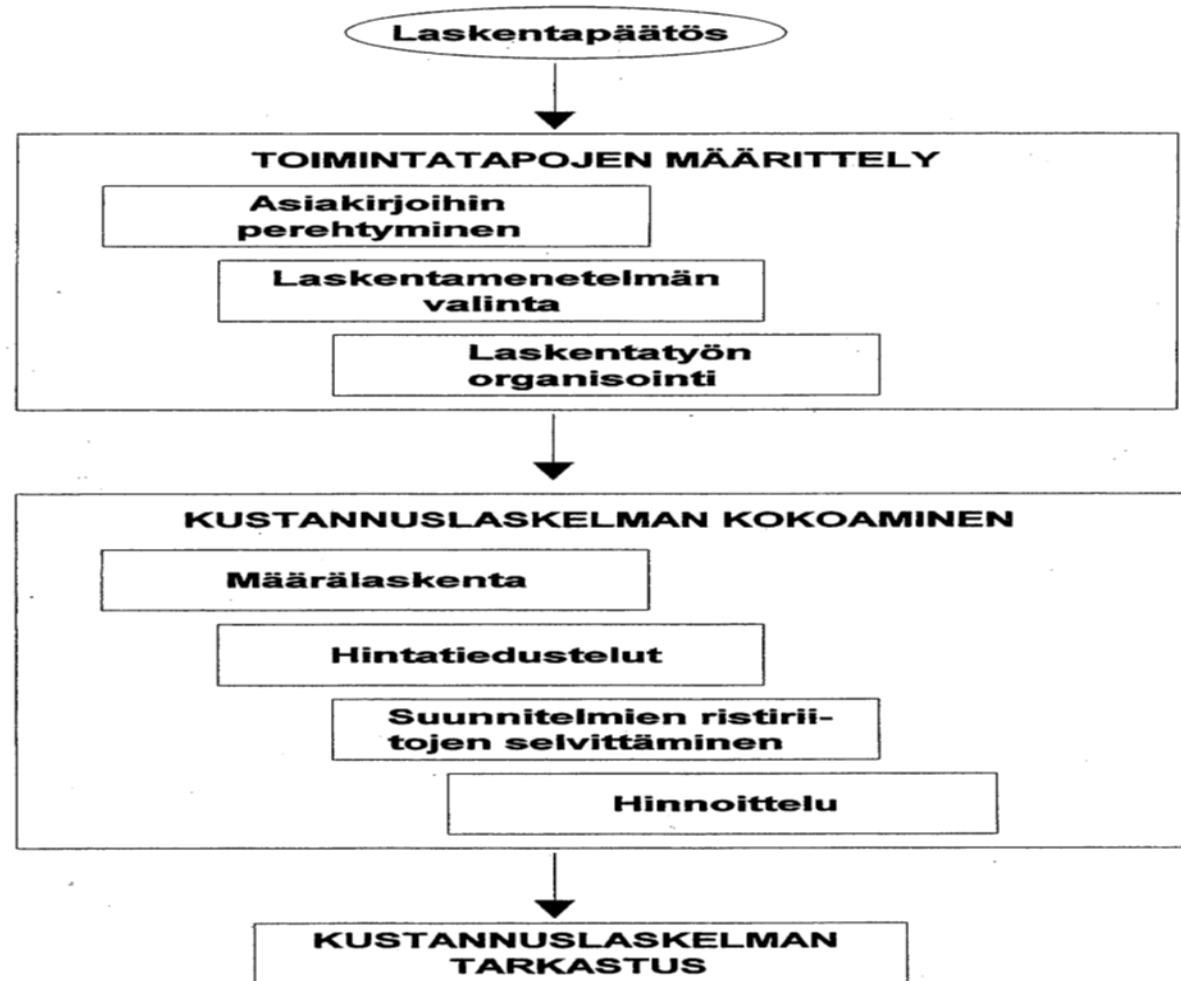 Laskentapäätös
TOIMINTATAPOJEN MÄÄRITTELY
Asiakirjoihin
perehtyminen
Laskentamenetelmän
valinta
Laskentatyön
organisointi
KUSTANNUSLASKELMAN KOKOAMINEN
Määrälaskenta
Hintatiedustelut
Suunnitelmien ristirii-
tojen selvittäminen
Hinnoittelu
KUSTANNUSLASKELMAN
TARKASTUS